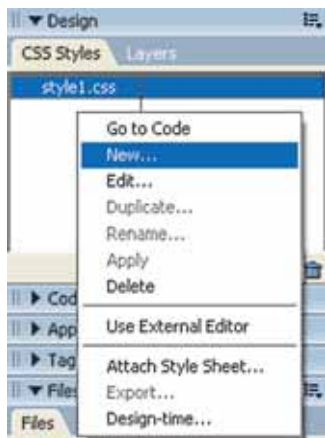 Design
CSS Styles Layers
style1.css
Go to Code
New...
Edit...
Duplicate...
Rename...
Apply
Delete
Use External Editor
Attach Style Sheet...
Export...
Design-time...
Cod
App
Tag
Files
Files